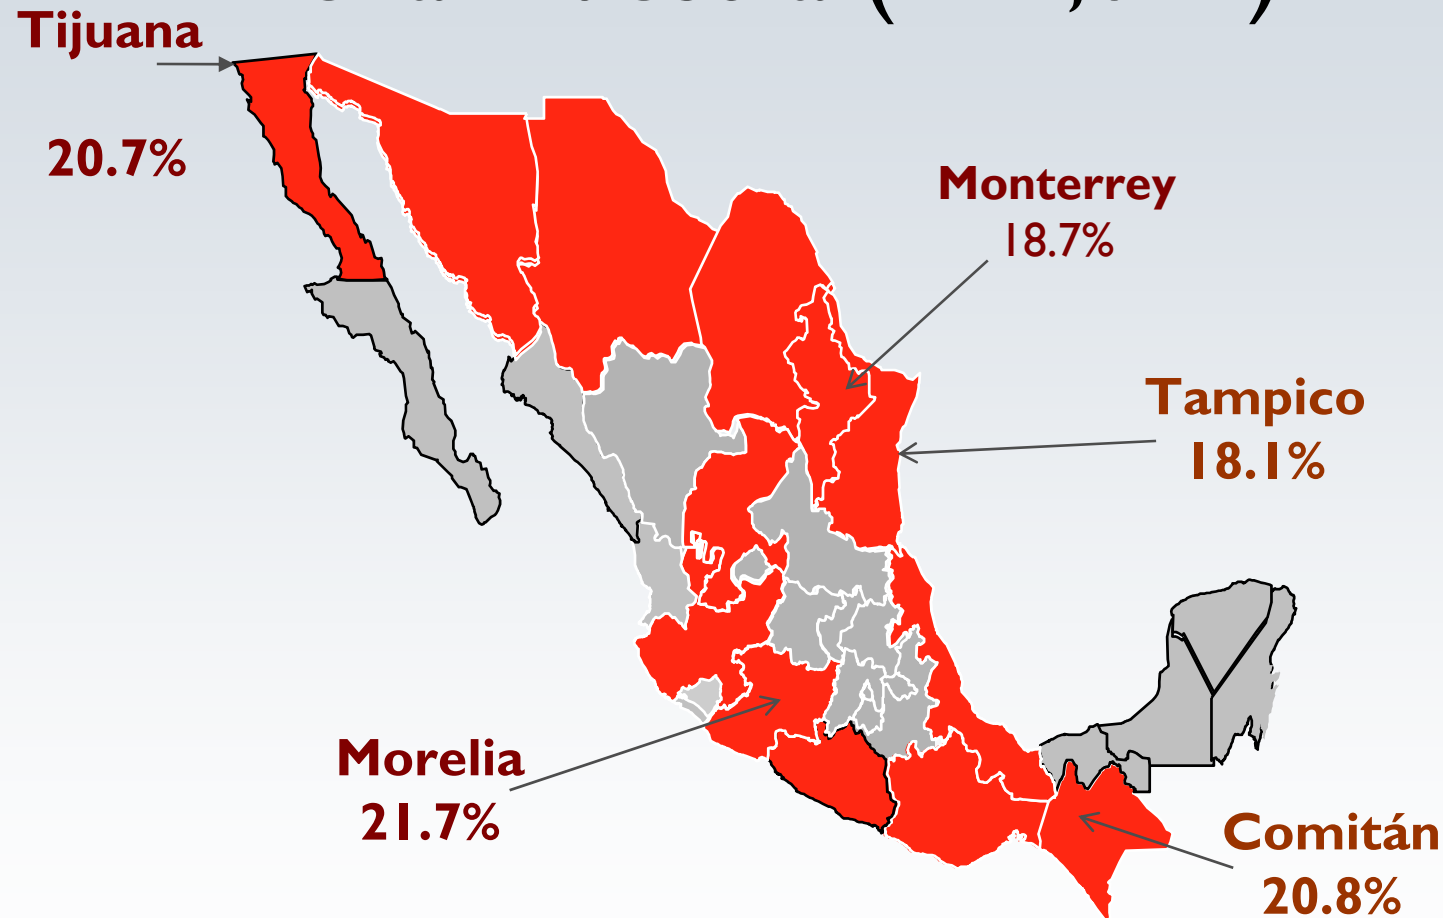 Tijuana
20.7%
Monterrey
18.7%
Tampico
18.1%
Morelia
21.7%
Comitán
20.8%